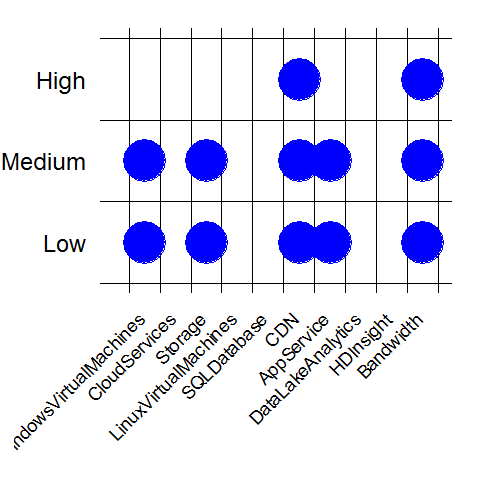 High
Medium
Low
ndowsVirtualMachines
CloudServices
Storage
LinuxVirtualMachines
SQLDatabase
CDN
AppService
DataLakeAnalytics
HDInsight
Bandwidth